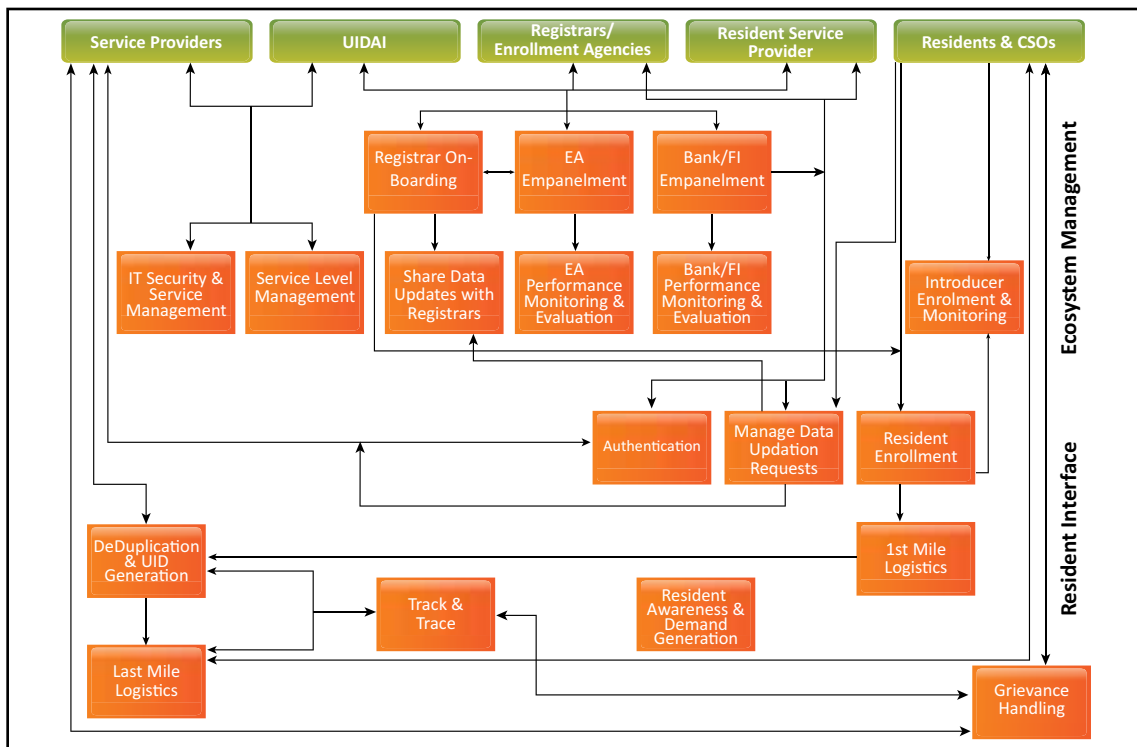 Service Providers
UIDAI
Registrars/
Enrollment Agencies
Resident Service
Provider
Residents & CSOs
Registrar On-
Boarding
EA
Empanelment
Bank/FI
Empanelment
IT Security &
Service
Management
Service Level
Management
Share Data
Updates with
Registrars
EA
Performance
Monitoring &
Evaluation
Bank/FI
Performance
Monitoring &
Evaluation
Introducer
Enrolment &
Monitoring
Ecosystem Management
Authentication
Manage Data
Updation
Requests
Resident
Enrollment
Resident Interface
DeDuplication
& UID
Generation
1st Mile
Logistics
Track &
Trace
Resident
Awareness &
Demand
Generation
Last Mile
Logistics
Grievance
Handling